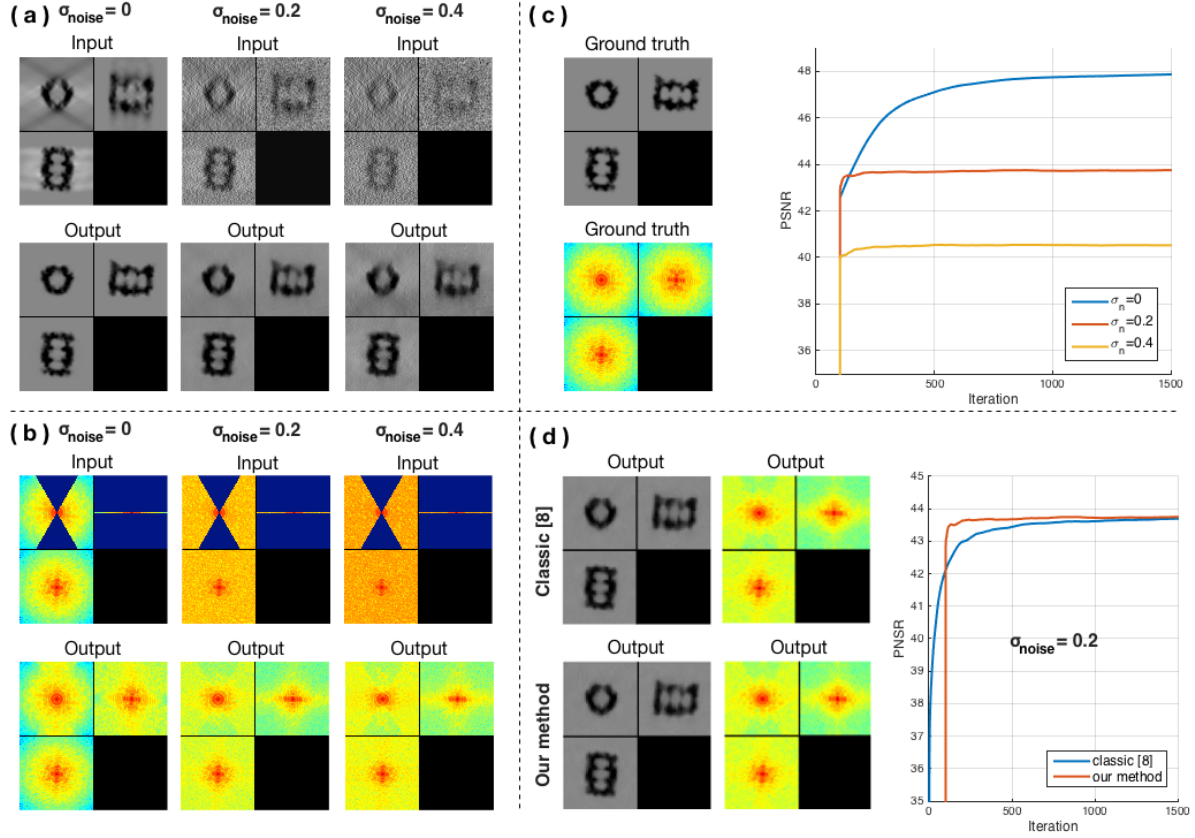 (a)
σnoise = 0 σnoise = 0.2 σnoise = 0.4
Input Input Input
Output Output Output
(c)
Ground truth
Ground truth
PSNR
48
46
44
42
40
38
36
0 500 1000 1500
Iteration
σn=0
σn=0.2
σn=0.4
(b)
σnoise = 0 σnoise = 0.2 σnoise = 0.4
Input Input Input
Output Output Output
(d)
Output Output
Classic [8]
Output Output
Our method
PNSR
45
44
43
42
41
40
39
38
37
36
35
0 500 1000 1500
Iteration
σnoise = 0.2
classic [8]
our method